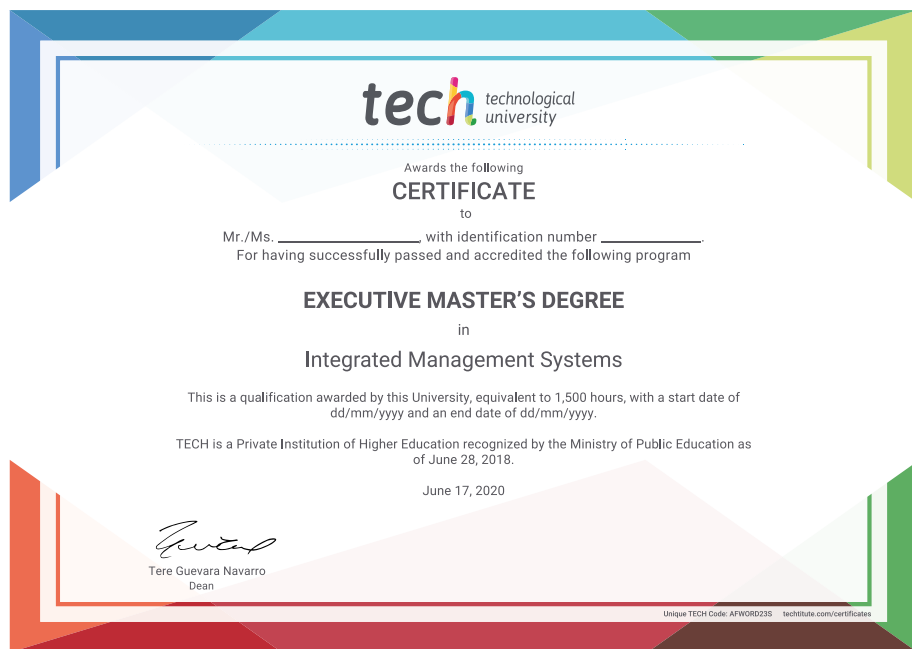 tech technological
university
Awards the following
CERTIFICATE
to
Mr./Ms. ____________________, with identification number ______________.
For having successfully passed and accredited the following program
EXECUTIVE MASTER'S DEGREE
in
Integrated Management Systems
This is a qualification awarded by this University, equivalent to 1,500 hours, with a start date of
dd/mm/yyyy and an end date of dd/mm/yyyy.
TECH is a Private Institution of Higher Education recognized by the Ministry of Public Education as
of June 28, 2018.
June 17, 2020
Tere Guevara Navarro
Dean
Unique TECH Code: AFWORD23S techtitute.com/certificates